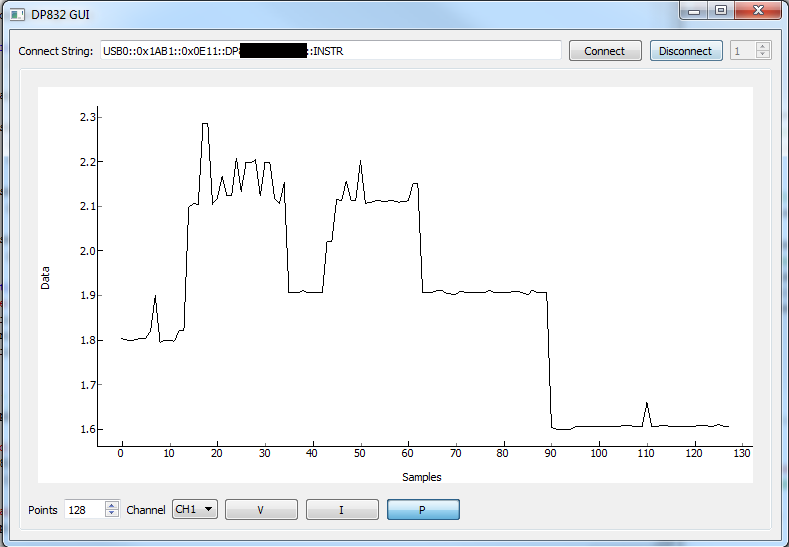 DP832 GUI
Connect String: USB0::0x1AB1::0x0E11::DP8 ::INSTR Connect Disconnect 1
2.3
2.2
2.1
2.0
1.9
1.8
1.7
1.6
Data
0 10 20 30 40 50 60 70 80 90 100 110 120 130
Samples
Points 128 Channel CH1 V I P